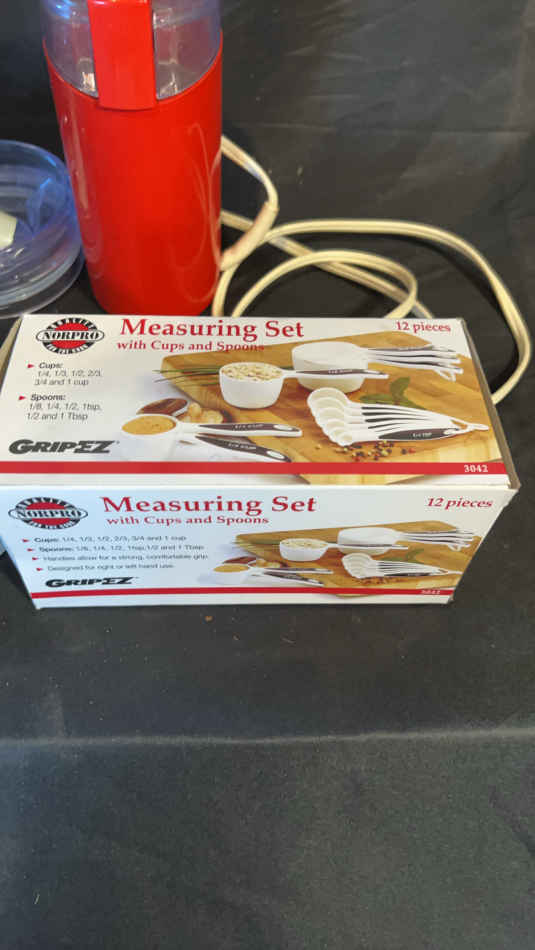 Measuring Set
12 pieces
NORPRO
with Cups and Spoons
Cups:
1/4, 1/3, 1/2, 2/3,
3/4 and 1 cup
Spoons:
1/8, 1/4, 1/2, 1tsp,
1/2 and 1 Tbsp
GRIP-EZ
3042
Measuring Set
12 pieces
NORPRO
with Cups and Spoons
Cups: 1/4, 1/3, 1/2, 2/3, 3/4 and 1 cup
Spoons: 1/8, 1/4, 1/2, 1tsp,1/2 and 1 Tbsp
Handles allow for a strong, comfortable grip.
Designed for right or left hand use.
GRIP-EZ
3042